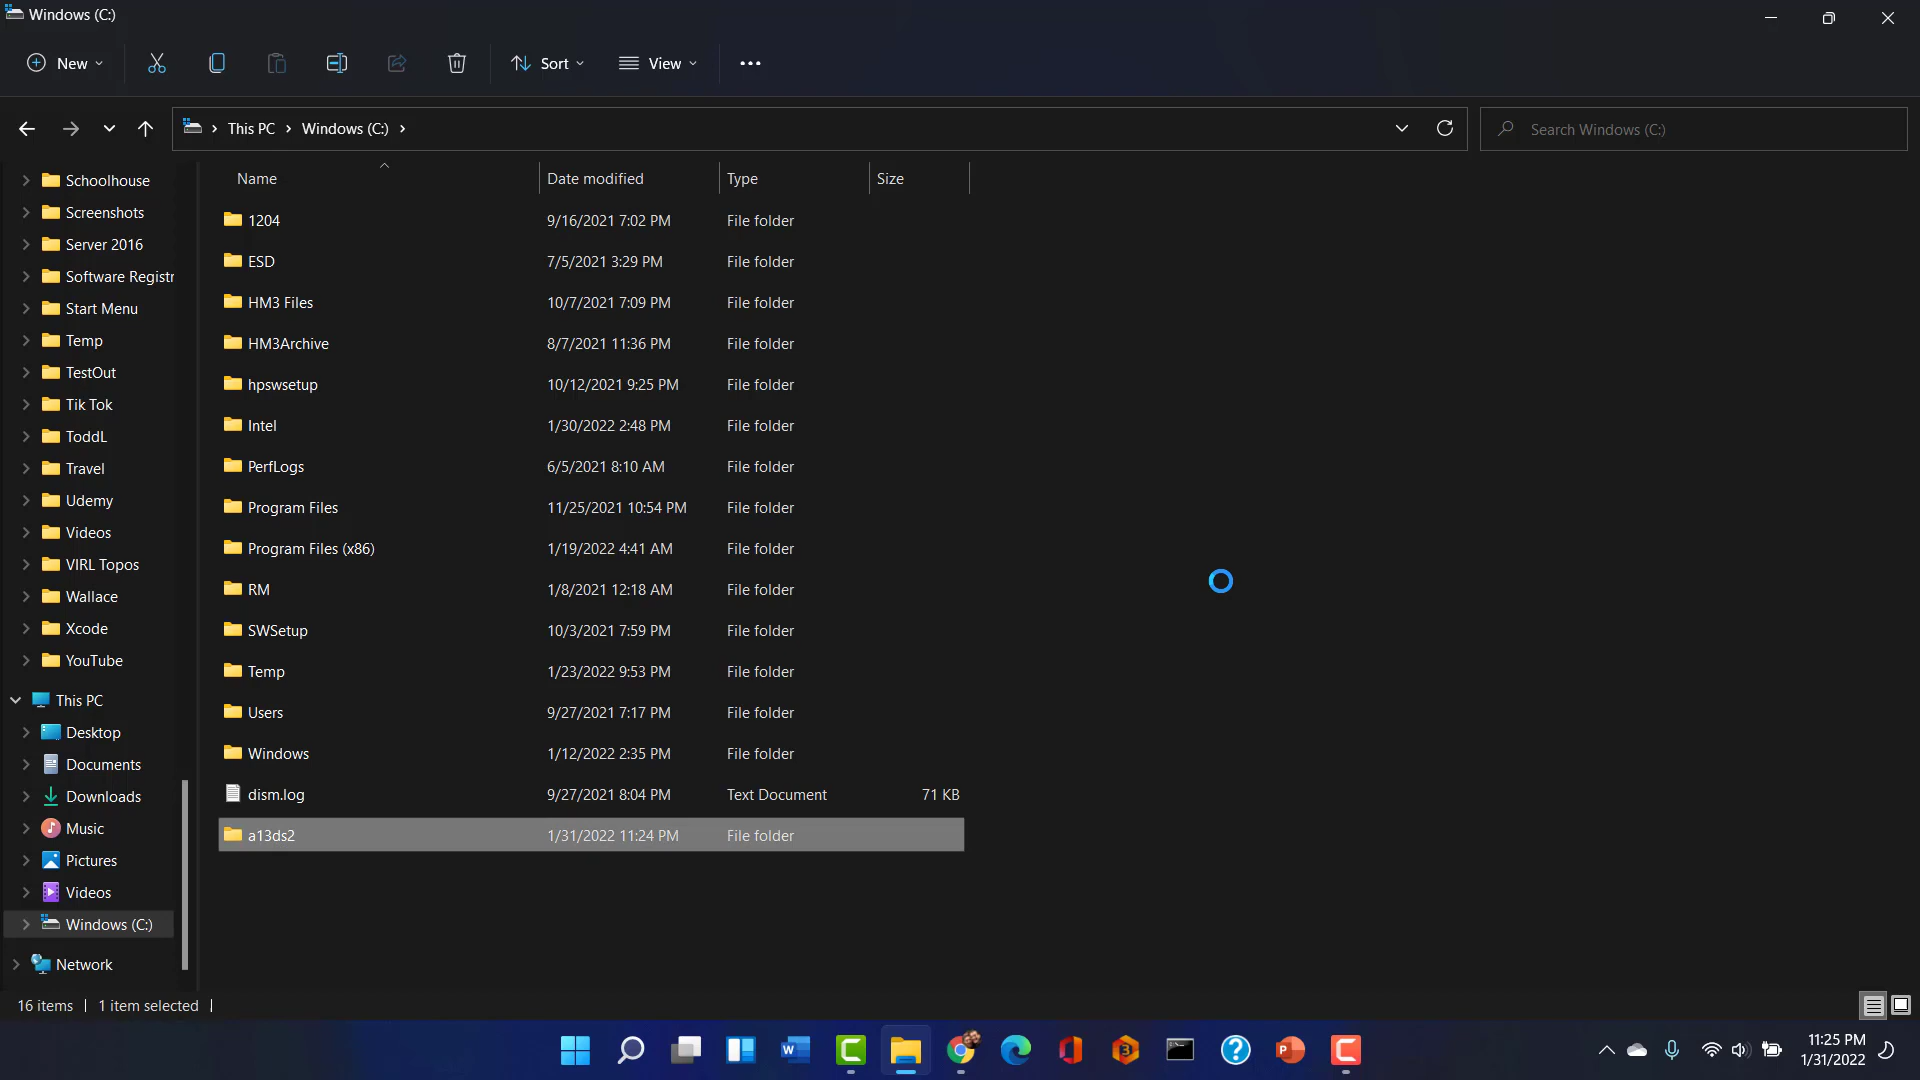 Windows (C:)
New
Sort
View
This PC
Windows (C:)
Search Windows (C:)
Name
Date modified
Type
Size
Schoolhouse
Screenshots
Server 2016
Software Registr
Start Menu
Temp
TestOut
Tik Tok
ToddL
Travel
Udemy
Videos
VIRL Topos
Wallace
Xcode
YouTube
This PC
Desktop
Documents
Downloads
Music
Pictures
Videos
Windows (C:)
Network
1204 9/16/2021 7:02 PM File folder
ESD 7/5/2021 3:29 PM File folder
HM3 Files 10/7/2021 7:09 PM File folder
HM3Archive 8/7/2021 11:36 PM File folder
hpswsetup 10/12/2021 9:25 PM File folder
Intel 1/30/2022 2:48 PM File folder
PerfLogs 6/5/2021 8:10 AM File folder
Program Files 11/25/2021 10:54 PM File folder
Program Files (x86) 1/19/2022 4:41 AM File folder
RM 1/8/2021 12:18 AM File folder
SWSetup 10/3/2021 7:59 PM File folder
Temp 1/23/2022 9:53 PM File folder
Users 9/27/2021 7:17 PM File folder
Windows 1/12/2022 2:35 PM File folder
dism.log 9/27/2021 8:04 PM Text Document 71 KB
a13ds2 1/31/2022 11:24 PM File folder
16 items
1 item selected
11:25 PM
1/31/2022